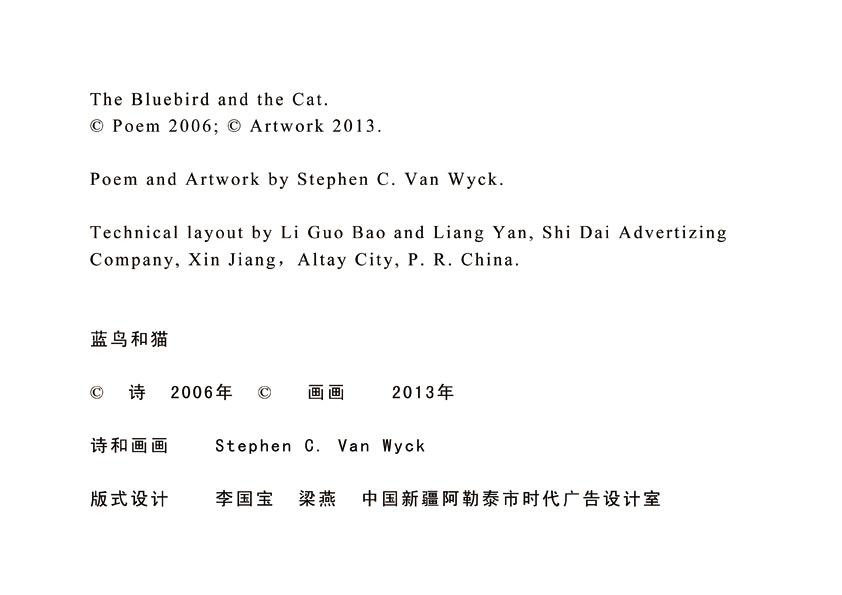 The Bluebird and the Cat.
© Poem 2006; © Artwork 2013.
Poem and Artwork by Stephen C. Van Wyck.
Technical layout by Li Guo Bao and Liang Yan, Shi Dai Advertizing
Company, Xin Jiang，Altay City, P. R. China.
蓝鸟和猫
© 诗 2006年 © 画画 2013年
诗和画画 Stephen C. Van Wyck
版式设计 李国宝 梁燕 中国新疆阿勒泰市时代广告设计室